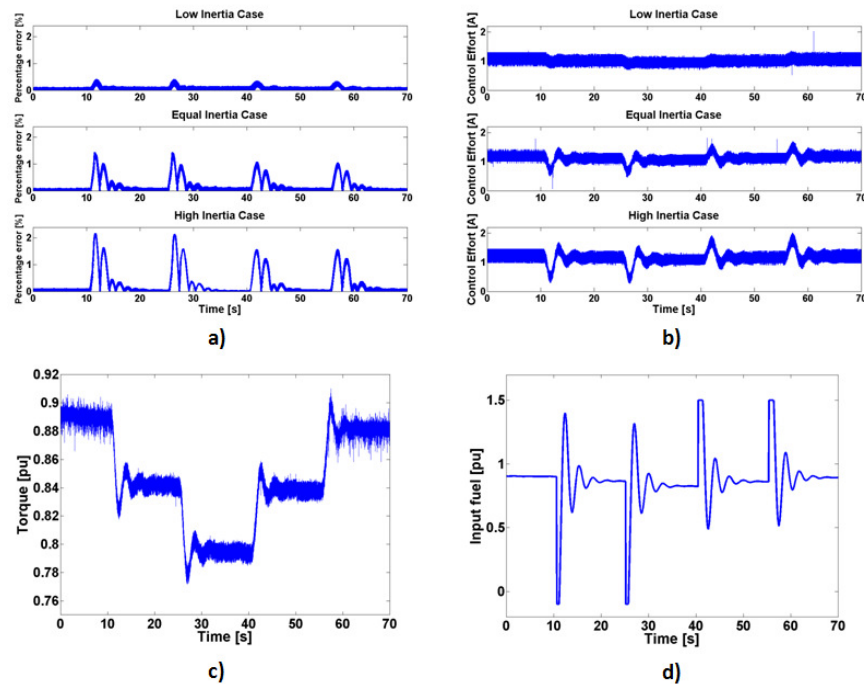 Low Inertia Case
Percentage error [%]
2
1
0
0 10 20 30 40 50 60 70
Equal Inertia Case
Percentage error [%]
2
1
0
0 10 20 30 40 50 60 70
High Inertia Case
Percentage error [%]
2
1
0
0 10 20 30 40 50 60 70
Time [s]
a)
Low Inertia Case
Control Effort [A]
2
1
0
0 10 20 30 40 50 60 70
Equal Inertia Case
Control Effort [A]
2
1
0
0 10 20 30 40 50 60 70
High Inertia Case
Control Effort [A]
2
1
0
0 10 20 30 40 50 60 70
Time [s]
b)
Torque [pu]
0.92
0.9
0.88
0.86
0.84
0.82
0.8
0.78
0.76
0 10 20 30 40 50 60 70
Time [s]
c)
Input fuel [pu]
1.5
1
0.5
0
0 10 20 30 40 50 60 70
Time [s]
d)